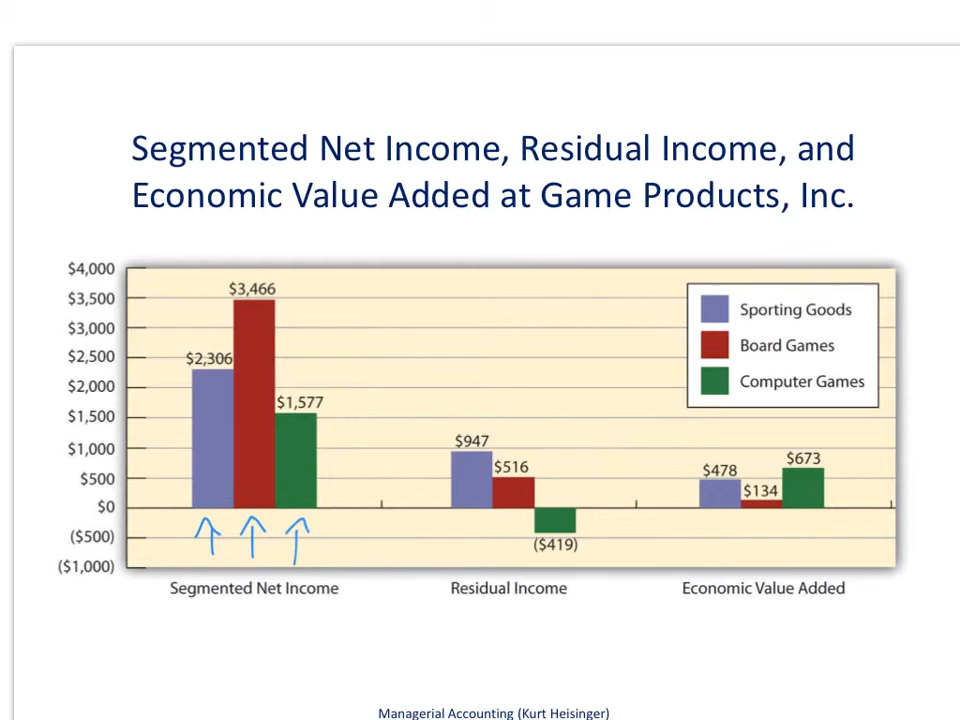 Segmented Net Income, Residual Income, and
Economic Value Added at Game Products, Inc.
$4,000
$3,500
$3,000
$2,500
$2,000
$1,500
$1,000
$500
$0
($500)
($1,000)
$2,306
$3,466
$1,577
$947
$516
($419)
$478
$134
$673
Sporting Goods
Board Games
Computer Games
Segmented Net Income
Residual Income
Economic Value Added
Managerial Accounting (Kurt Heisinger)